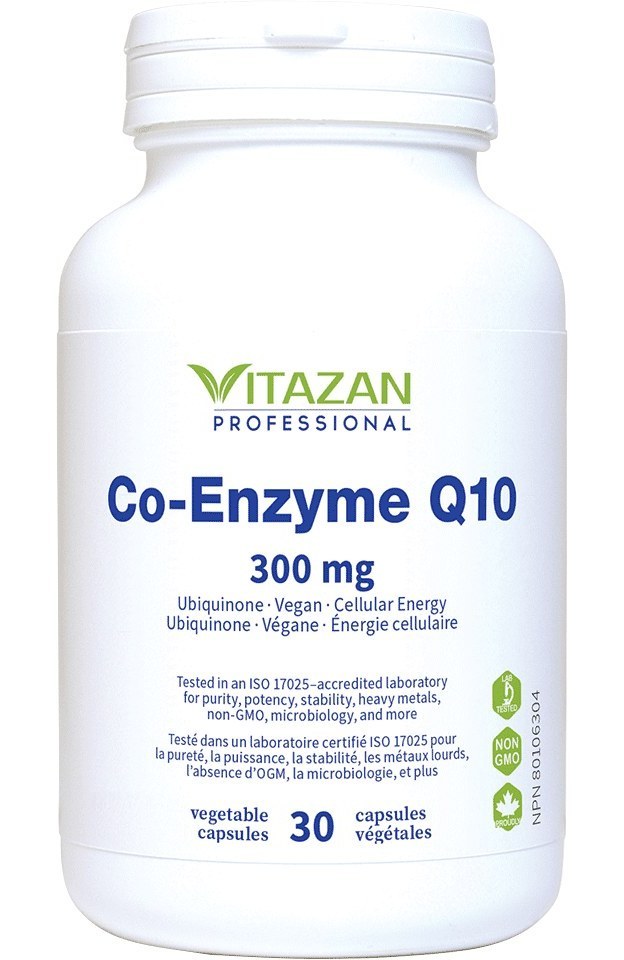 VITAZAN
PROFESSIONAL
Co-Enzyme Q10
300 mg
Ubiquinone · Vegan · Cellular Energy
Ubiquinone · Végane · Énergie cellulaire
Tested in an ISO 17025–accredited laboratory
for purity, potency, stability, heavy metals,
non-GMO, microbiology, and more
Testé dans un laboratoire certifié ISO 17025 pour
la pureté, la puissance, la stabilité, les métaux lourds,
l’absence d’OGM, la microbiologie, et plus
vegetable
capsules
30
capsules
végétales
LAB
TESTED
NON
GMO
PROUDLY
NPN 80106304